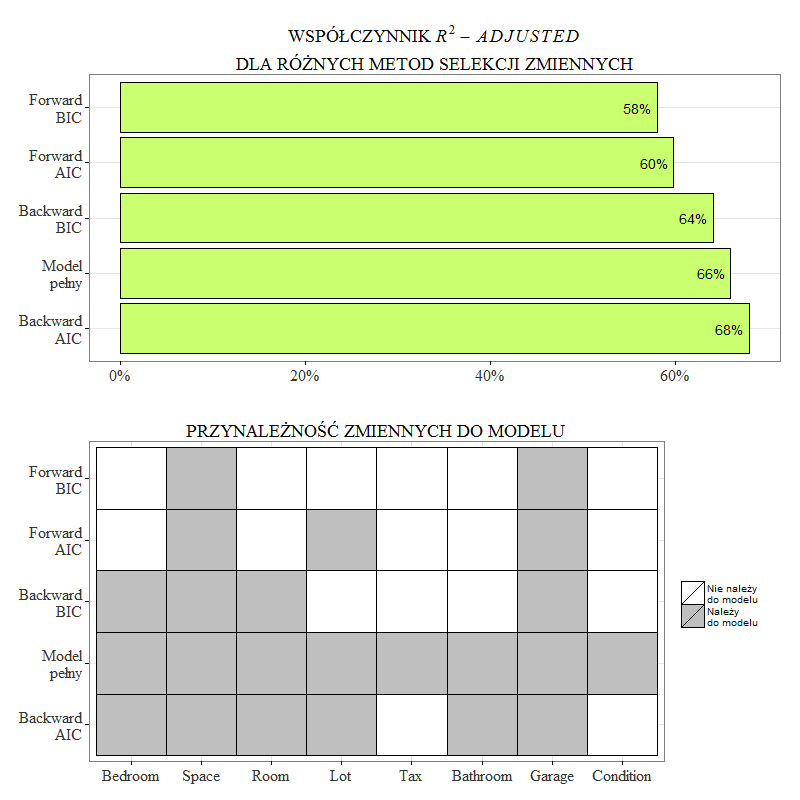 WSPÓŁCZYNNIK R² – ADJUSTED
DLA RÓŻNYCH METOD SELEKCJI ZMIENNYCH
Forward
BIC
58%
Forward
AIC
60%
Backward
BIC
64%
Model
pełny
66%
Backward
AIC
68%
0%
20%
40%
60%
PRZYNALEŻNOŚĆ ZMIENNYCH DO MODELU
Forward
BIC
Forward
AIC
Backward
BIC
Model
pełny
Backward
AIC
Bedroom
Space
Room
Lot
Tax
Bathroom
Garage
Condition
Nie należy
do modelu
Należy
do modelu